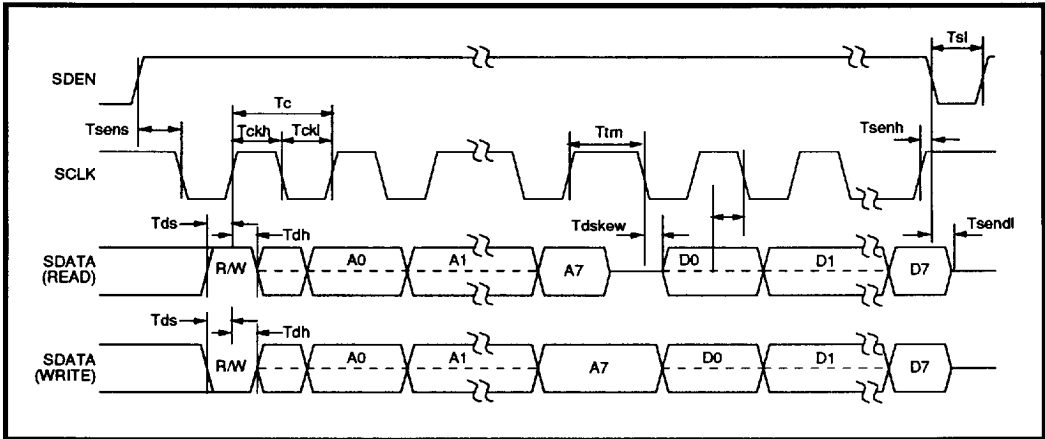 Tsl
SDEN
Tc
Tsens
Tckh
Tckl
Ttrn
Tsenh
SCLK
Tds
Tdh
Tdskew
Tsendl
SDATA
(READ)
R/W
A0
A1
A7
D0
D1
D7
Tds
Tdh
SDATA
(WRITE)
R/W
A0
A1
A7
D0
D1
D7